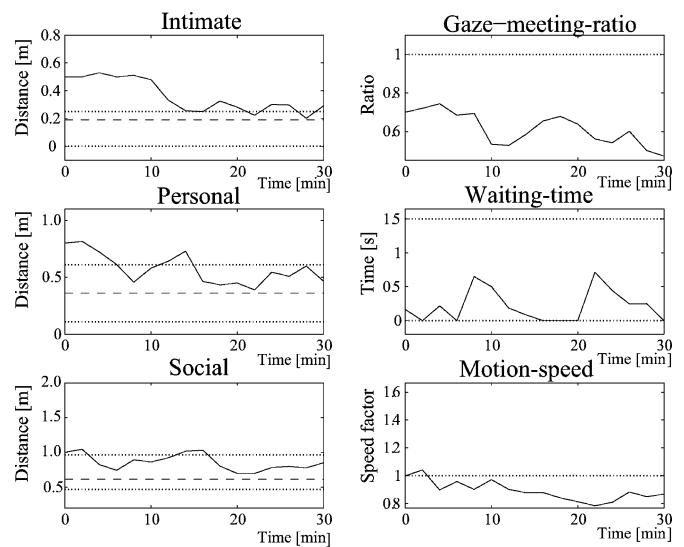 Intimate
Distance [m]
0.8
0.6
0.4
0.2
0
0
10
20
30
Time [min]
Gaze-meeting-ratio
Ratio
1
0.8
0.6
0
10
20
30
Time [min]
Personal
Distance [m]
1.0
0.5
0
0
10
20
30
Time [min]
Waiting-time
Time [s]
15
1
0.5
0
0
10
20
30
Time [min]
Social
Distance [m]
2.0
1.0
0.5
0
10
20
30
Time [min]
Motion-speed
Speed factor
1.6
1.4
1.2
1
0.8
0
10
20
30
Time [min]